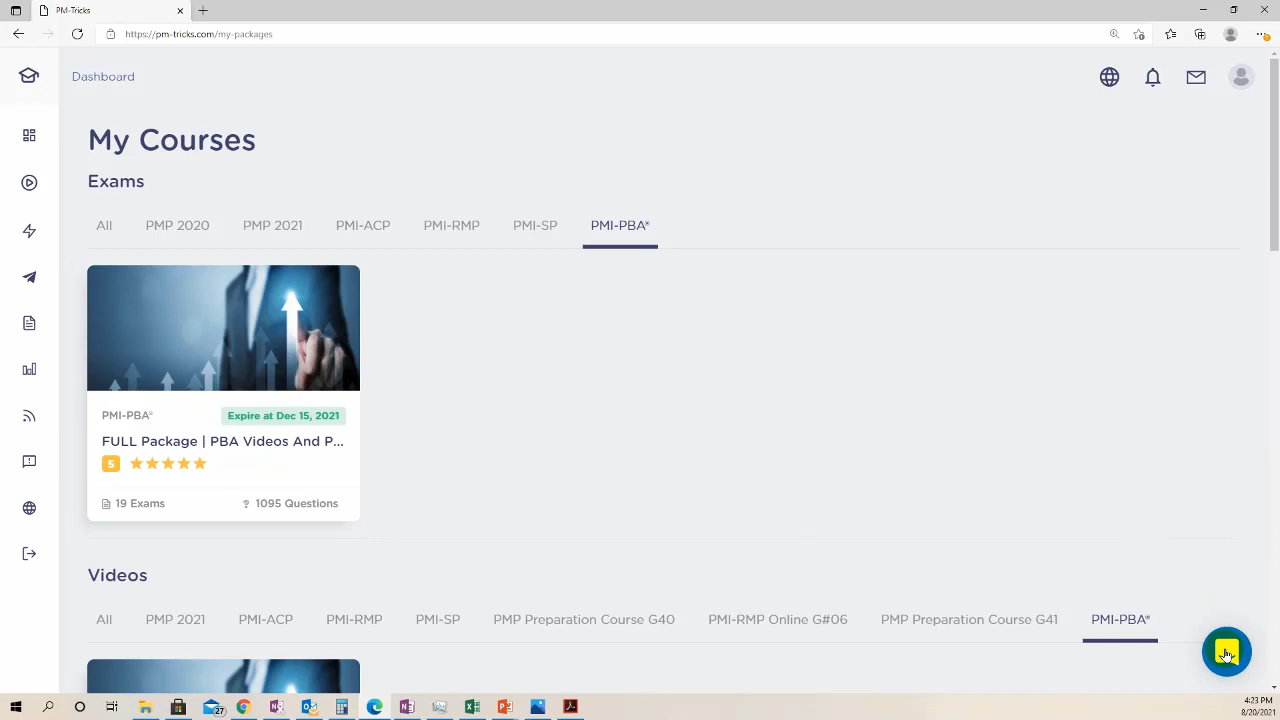 PM-Tricks
https://pm-tricks.com/my-packages
Dashboard
My Courses
Exams
All PMP 2020 PMP 2021 PMI-ACP PMI-RMP PMI-SP PMI-PBA®
PMI-PBA® Expire at Dec 15, 2021
FULL Package | PBA Videos And P...
5
19 Exams ? 1095 Questions
Videos
All PMP 2021 PMI-ACP PMI-RMP PMI-SP PMP Preparation Course G40 PMI-RMP Online G#06 PMP Preparation Course G41 PMI-PBA®
27
4:23 PM
8/20/2021